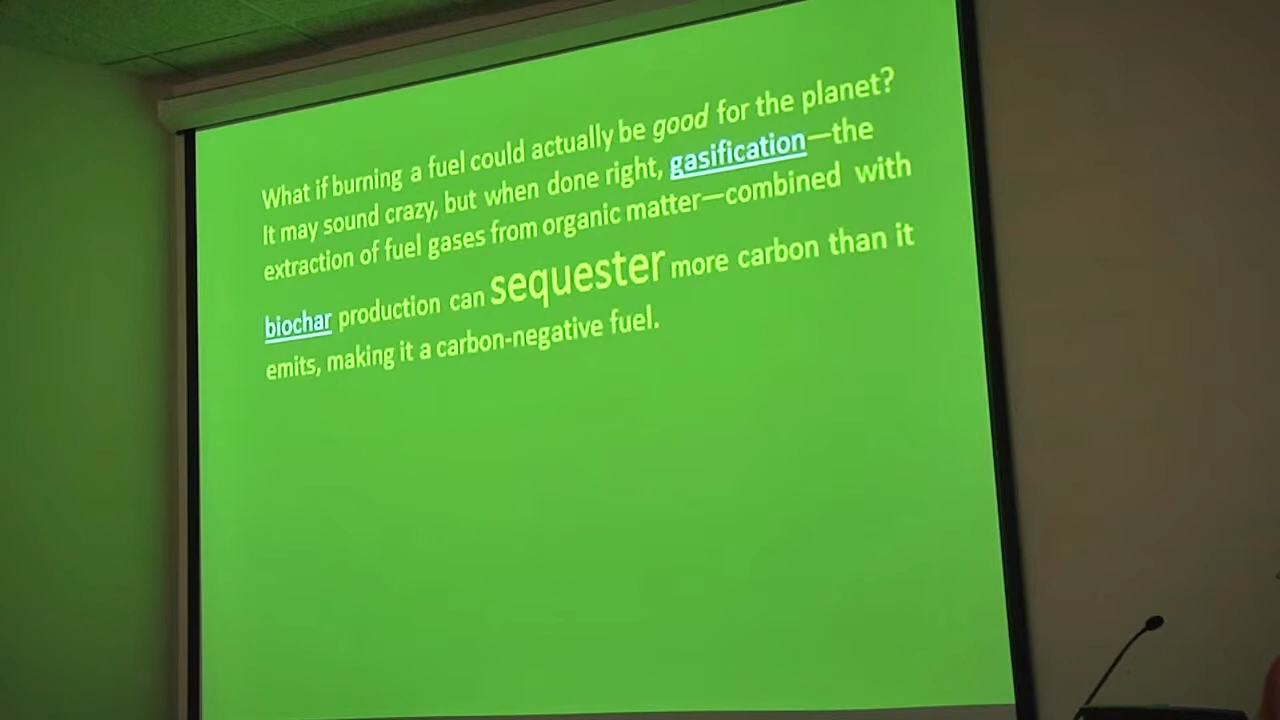 What if burning a fuel could actually be good for the planet?
It may sound crazy, but when done right, gasification—the
extraction of fuel gases from organic matter—combined with
biochar production can sequester more carbon than it
emits, making it a carbon-negative fuel.